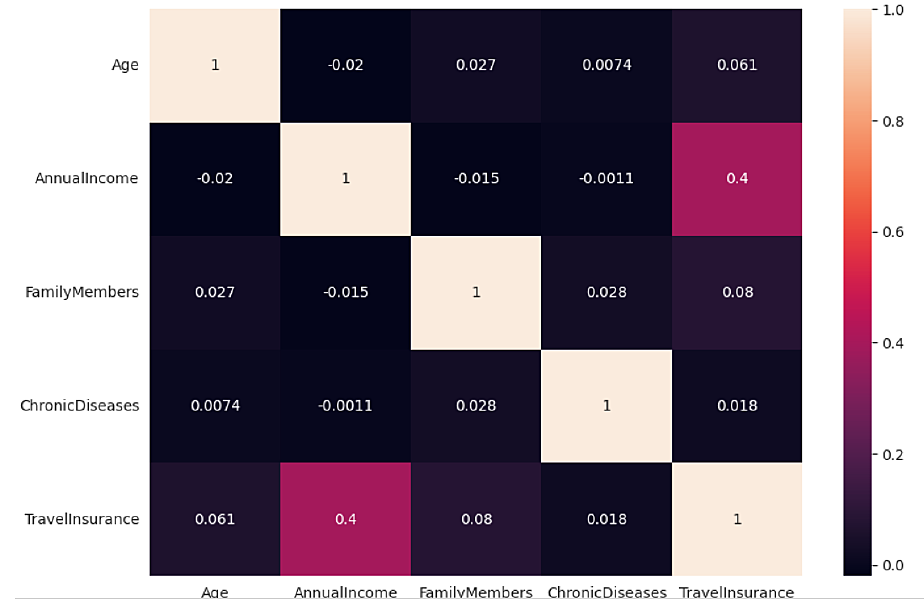 1.0
Age 1 -0.02 0.027 0.0074 0.061
0.8
AnnualIncome -0.02 1 -0.015 -0.0011 0.4
0.6
FamilyMembers 0.027 -0.015 1 0.028 0.08
0.4
ChronicDiseases 0.0074 -0.0011 0.028 1 0.018
0.2
TravelInsurance 0.061 0.4 0.08 0.018 1
0.0
Age AnnualIncome FamilyMembers ChronicDiseases TravelInsurance